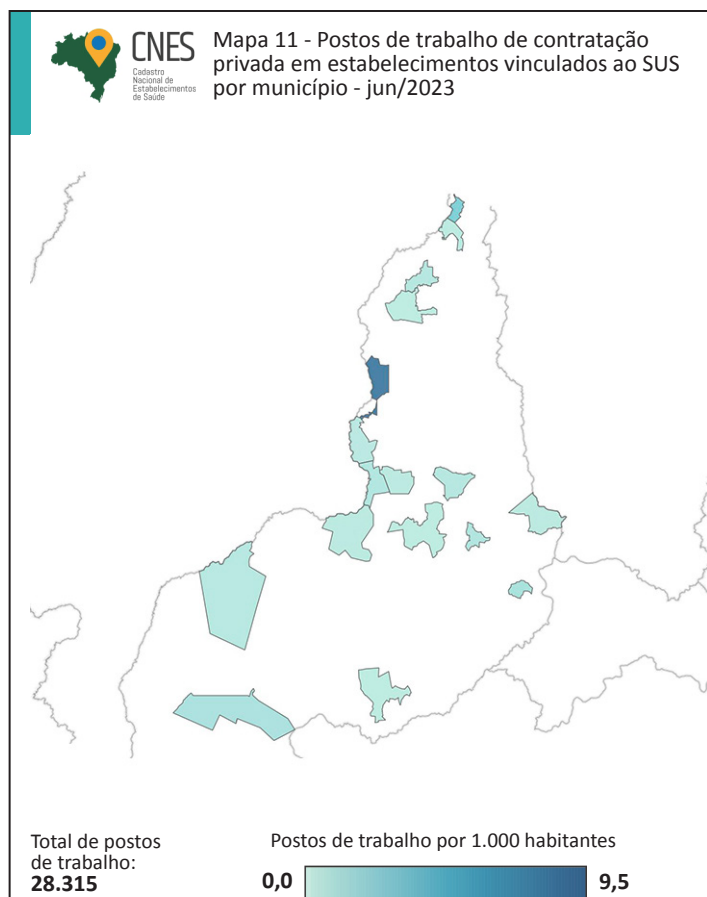 CNES
Cadastro
Nacional de
Estabelecimentos
de Saúde
Mapa 11 - Postos de trabalho de contratação
privada em estabelecimentos vinculados ao SUS
por município - jun/2023
Total de postos
de trabalho:
28.315
Postos de trabalho por 1.000 habitantes
0,0
9,5